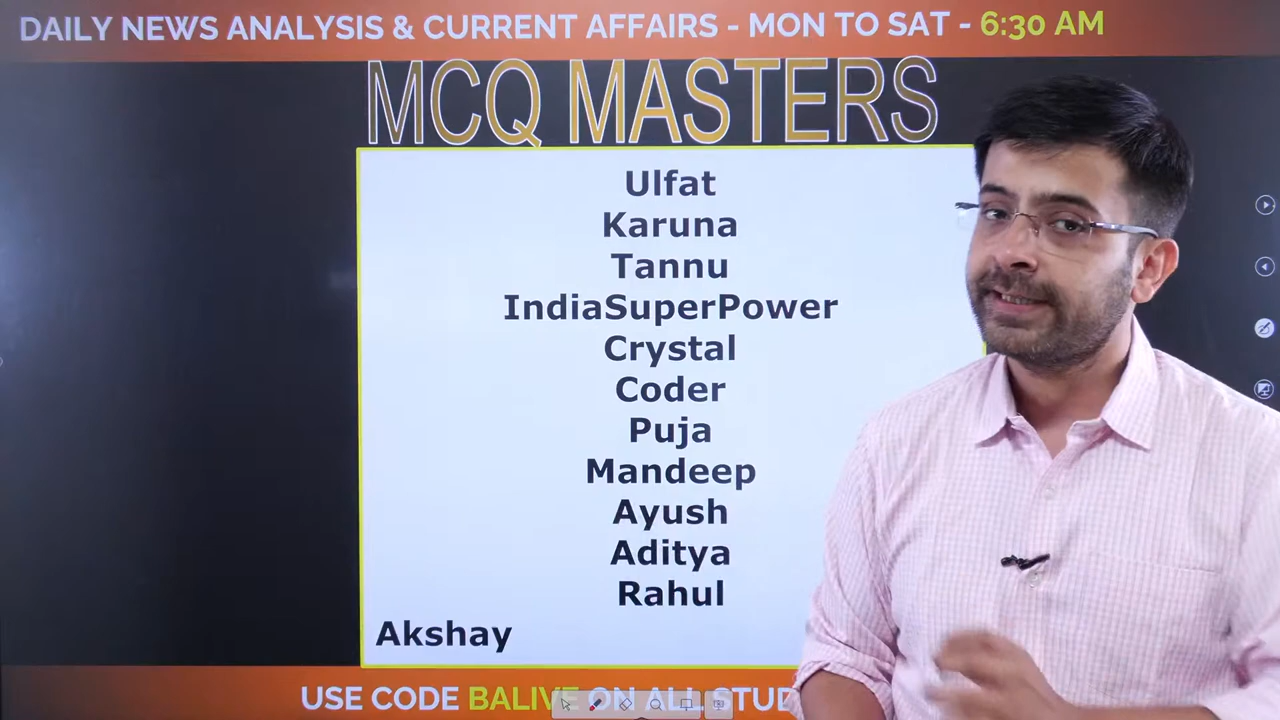 DAILY NEWS ANALYSIS & CURRENT AFFAIRS - MON TO SAT - 6:30 AM
MCQ MASTERS
Ulfat
Karuna
Tannu
IndiaSuperPower
Crystal
Coder
Puja
Mandeep
Ayush
Aditya
Rahul
Akshay
USE CODE BALIVE ON ALL STUD